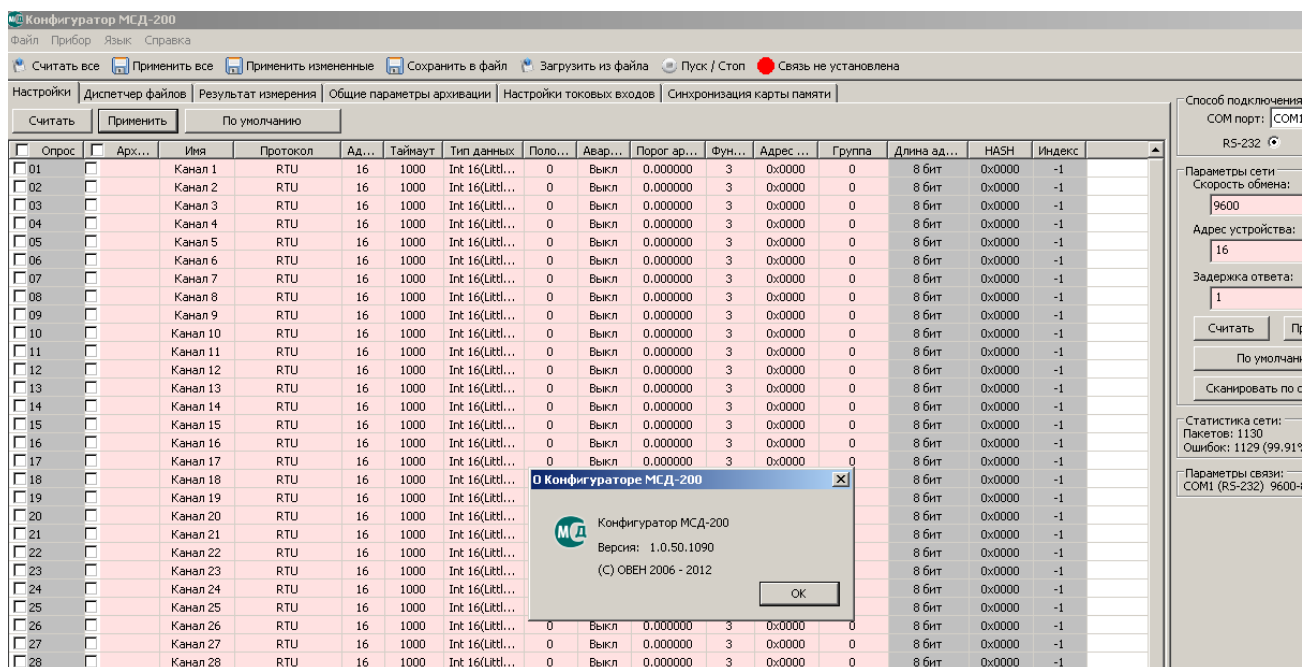 Конфигуратор МСД-200
Файл Прибор Язык Справка
Считать все Применить все Применить измененные Сохранить в файл Загрузить из файла Пуск / Стоп Связь не установлена
Настройки Диспетчер файлов Результат измерения Общие параметры архивации Настройки токовых входов Синхронизация карты памяти
Считать Применить По умолчанию
Опрос Арх... Имя Протокол Ад... Таймаут Тип данных Поло... Авар... Порог ар... Фун... Адрес ... Группа Длина ад... HASH Индекс
01 Канал 1 RTU 16 1000 Int 16(Littl... 0 Выкл 0.000000 3 0x0000 0 8 бит 0x0000 -1
02 Канал 2 RTU 16 1000 Int 16(Littl... 0 Выкл 0.000000 3 0x0000 0 8 бит 0x0000 -1
03 Канал 3 RTU 16 1000 Int 16(Littl... 0 Выкл 0.000000 3 0x0000 0 8 бит 0x0000 -1
04 Канал 4 RTU 16 1000 Int 16(Littl... 0 Выкл 0.000000 3 0x0000 0 8 бит 0x0000 -1
05 Канал 5 RTU 16 1000 Int 16(Littl... 0 Выкл 0.000000 3 0x0000 0 8 бит 0x0000 -1
06 Канал 6 RTU 16 1000 Int 16(Littl... 0 Выкл 0.000000 3 0x0000 0 8 бит 0x0000 -1
07 Канал 7 RTU 16 1000 Int 16(Littl... 0 Выкл 0.000000 3 0x0000 0 8 бит 0x0000 -1
08 Канал 8 RTU 16 1000 Int 16(Littl... 0 Выкл 0.000000 3 0x0000 0 8 бит 0x0000 -1
09 Канал 9 RTU 16 1000 Int 16(Littl... 0 Выкл 0.000000 3 0x0000 0 8 бит 0x0000 -1
10 Канал 10 RTU 16 1000 Int 16(Littl... 0 Выкл 0.000000 3 0x0000 0 8 бит 0x0000 -1
11 Канал 11 RTU 16 1000 Int 16(Littl... 0 Выкл 0.000000 3 0x0000 0 8 бит 0x0000 -1
12 Канал 12 RTU 16 1000 Int 16(Littl... 0 Выкл 0.000000 3 0x0000 0 8 бит 0x0000 -1
13 Канал 13 RTU 16 1000 Int 16(Littl... 0 Выкл 0.000000 3 0x0000 0 8 бит 0x0000 -1
14 Канал 14 RTU 16 1000 Int 16(Littl... 0 Выкл 0.000000 3 0x0000 0 8 бит 0x0000 -1
15 Канал 15 RTU 16 1000 Int 16(Littl... 0 Выкл 0.000000 3 0x0000 0 8 бит 0x0000 -1
16 Канал 16 RTU 16 1000 Int 16(Littl... 0 Выкл 0.000000 3 0x0000 0 8 бит 0x0000 -1
17 Канал 17 RTU 16 1000 Int 16(Littl... 0 Выкл 0.000000 3 0x0000 0 8 бит 0x0000 -1
18 Канал 18 RTU 16 1000 Int 16(Littl... 8 бит 0x0000 -1
19 Канал 19 RTU 16 1000 Int 16(Littl... 8 бит 0x0000 -1
20 Канал 20 RTU 16 1000 Int 16(Littl... 8 бит 0x0000 -1
21 Канал 21 RTU 16 1000 Int 16(Littl... 8 бит 0x0000 -1
22 Канал 22 RTU 16 1000 Int 16(Littl... 8 бит 0x0000 -1
23 Канал 23 RTU 16 1000 Int 16(Littl... 8 бит 0x0000 -1
24 Канал 24 RTU 16 1000 Int 16(Littl... 8 бит 0x0000 -1
25 Канал 25 RTU 16 1000 Int 16(Littl... 8 бит 0x0000 -1
26 Канал 26 RTU 16 1000 Int 16(Littl... 0 Выкл 0.000000 3 0x0000 0 8 бит 0x0000 -1
27 Канал 27 RTU 16 1000 Int 16(Littl... 0 Выкл 0.000000 3 0x0000 0 8 бит 0x0000 -1
28 Канал 28 RTU 16 1000 Int 16(Littl... 0 Выкл 0.000000 3 0x0000 0 8 бит 0x0000 -1
О Конфигураторе МСД-200
МД
Конфигуратор МСД-200
Версия: 1.0.50.1090
(C) ОВЕН 2006 - 2012
OK
Способ подключения
COM порт: COM1
RS-232
Параметры сети
Скорость обмена:
9600
Адрес устройства:
16
Задержка ответа:
1
Считать
По умолчани
Сканировать по с
Статистика сети:
Пакетов: 1130
Ошибок: 1129 (99.91%
Параметры связи:
COM1 (RS-232) 9600-8